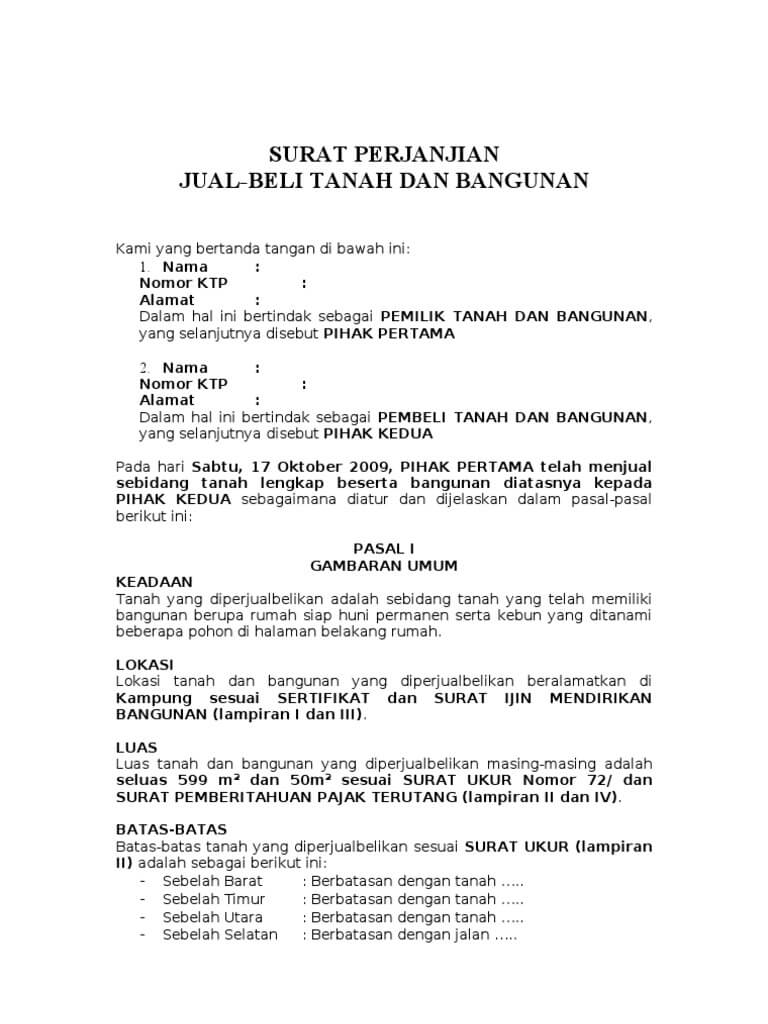 SURAT PERJANJIAN
JUAL-BELI TANAH DAN BANGUNAN
Kami yang bertanda tangan di bawah ini:
1. Nama :
Nomor KTP :
Alamat :
Dalam hal ini bertindak sebagai PEMILIK TANAH DAN BANGUNAN,
yang selanjutnya disebut PIHAK PERTAMA
2. Nama :
Nomor KTP :
Alamat :
Dalam hal ini bertindak sebagai PEMBELI TANAH DAN BANGUNAN,
yang selanjutnya disebut PIHAK KEDUA
Pada hari Sabtu, 17 Oktober 2009, PIHAK PERTAMA telah menjual
sebidang tanah lengkap beserta bangunan diatasnya kepada
PIHAK KEDUA sebagaimana diatur dan dijelaskan dalam pasal-pasal
berikut ini:
PASAL I
GAMBARAN UMUM
KEADAAN
Tanah yang diperjualbelikan adalah sebidang tanah yang telah memiliki
bangunan berupa rumah siap huni permanen serta kebun yang ditanami
beberapa pohon di halaman belakang rumah.
LOKASI
Lokasi tanah dan bangunan yang diperjualbelikan beralamatkan di
Kampung sesuai SERTIFIKAT dan SURAT IJIN MENDIRIKAN
BANGUNAN (lampiran I dan III).
LUAS
Luas tanah dan bangunan yang diperjualbelikan masing-masing adalah
seluas 599 m² dan 50m² sesuai SURAT UKUR Nomor 72/ dan
SURAT PEMBERITAHUAN PAJAK TERUTANG (lampiran II dan IV).
BATAS-BATAS
Batas-batas tanah yang diperjualbelikan sesuai SURAT UKUR (lampiran
II) adalah sebagai berikut ini:
- Sebelah Barat : Berbatasan dengan tanah .....
- Sebelah Timur : Berbatasan dengan tanah .....
- Sebelah Utara : Berbatasan dengan tanah .....
- Sebelah Selatan : Berbatasan dengan jalan .....